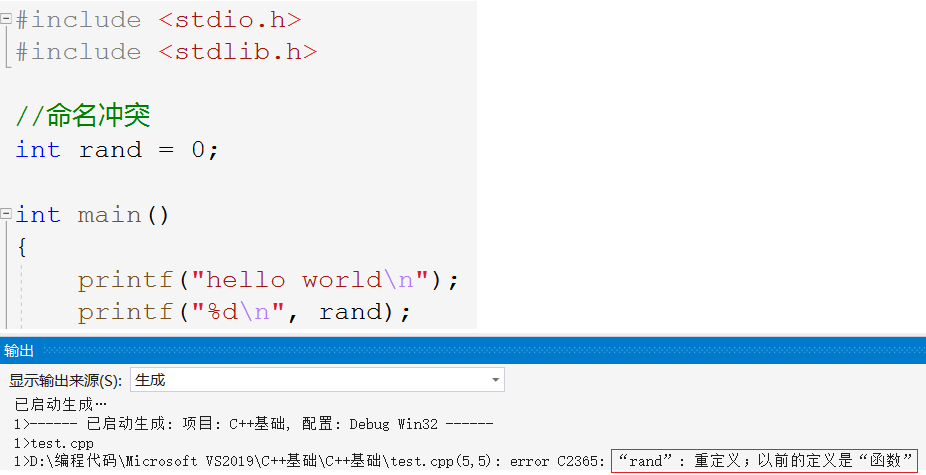 #include <stdio.h>
#include <stdlib.h>
//命名冲突
int rand = 0;
int main()
{
printf("hello world\n");
printf("%d\n", rand);
输出
显示输出来源(S): 生成
已启动生成…
1>------ 已启动生成: 项目: C++基础, 配置: Debug Win32 ------
1>test.cpp
1>D:\编程代码\Microsoft VS2019\C++基础\C++基础\test.cpp(5,5): error C2365: “rand”: 重定义；以前的定义是“函数”